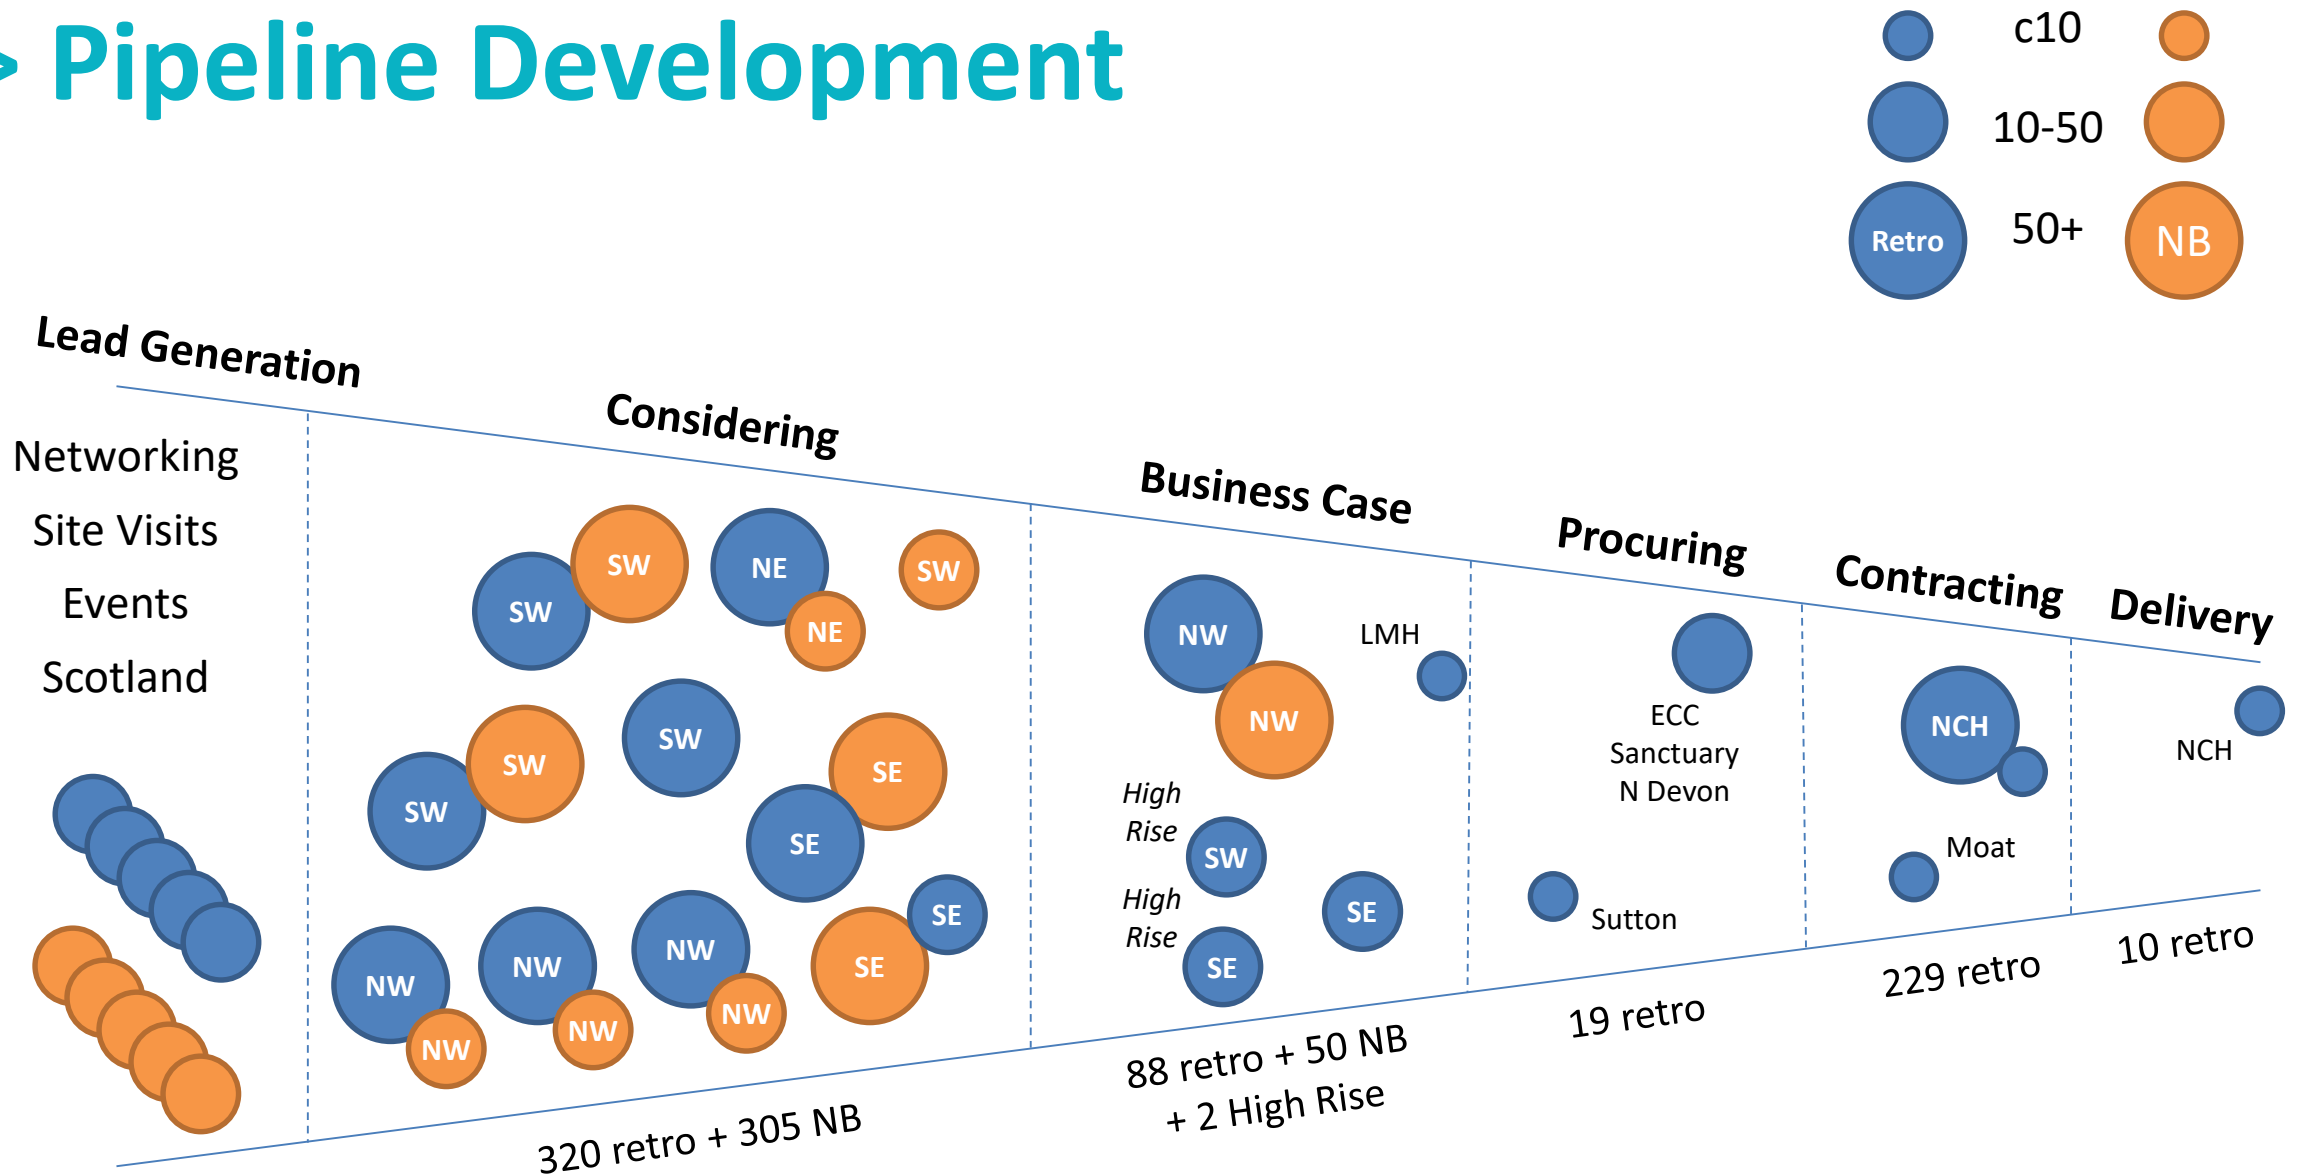 > Pipeline Development
c10
10-50
50+
Retro
NB
Lead Generation
Networking
Site Visits
Events
Scotland
Considering
SW
SW
NE
NE
SW
SW
SW
SW
SE
SE
NW
NW
NW
NW
NW
NW
SE
SE
320 retro + 305 NB
Business Case
NW
NW
LMH
High
Rise
SW
High
Rise
SE
SE
88 retro + 50 NB
+ 2 High Rise
Procuring
ECC
Sanctuary
N Devon
Sutton
19 retro
Contracting
NCH
Moat
229 retro
Delivery
NCH
10 retro